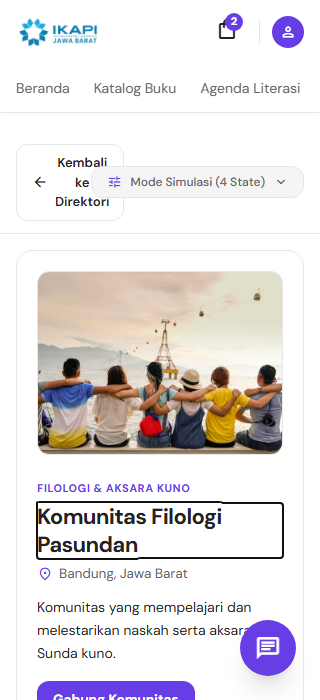 IKAPI
JAWA BARAT
2
Beranda Katalog Buku Agenda Literasi
Kembali
ke
Direktori
Mode Simulasi (4 State)
FILOLOGI & AKSARA KUNO
Komunitas Filologi
Pasundan
Bandung, Jawa Barat
Komunitas yang mempelajari dan
melestarikan naskah serta aksara
Sunda kuno.
Gabung Komunitas